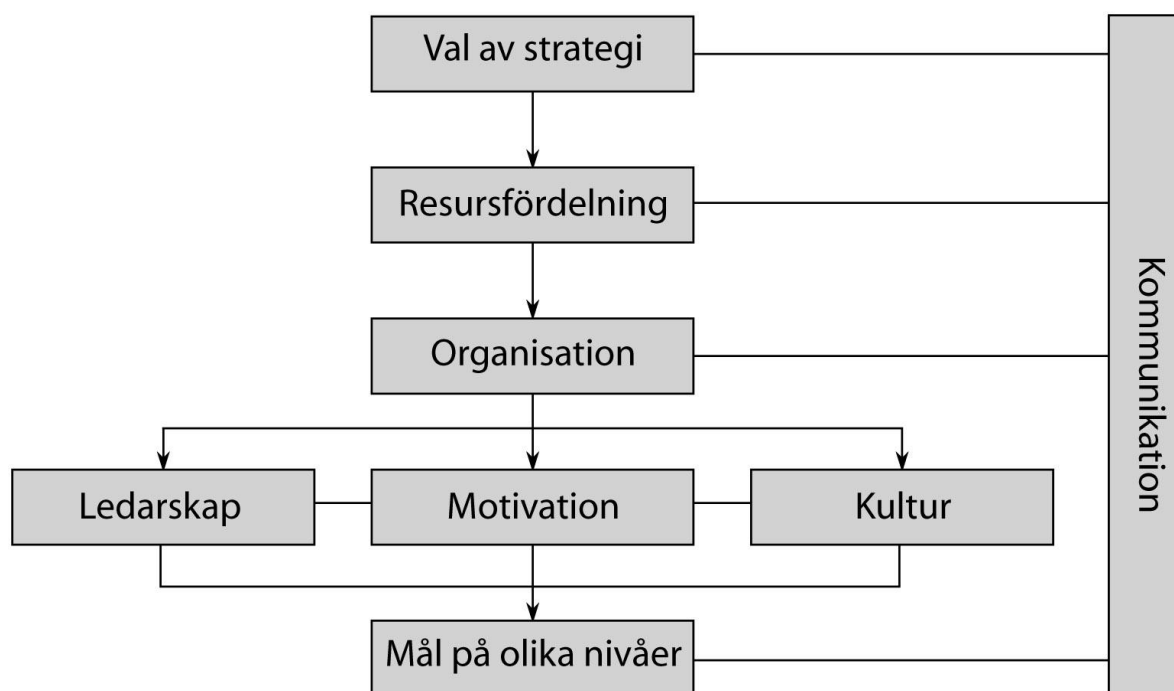 Val av strategi
Resursfördelning
Organisation
Ledarskap
Motivation
Kultur
Mål på olika nivåer
Kommunikation